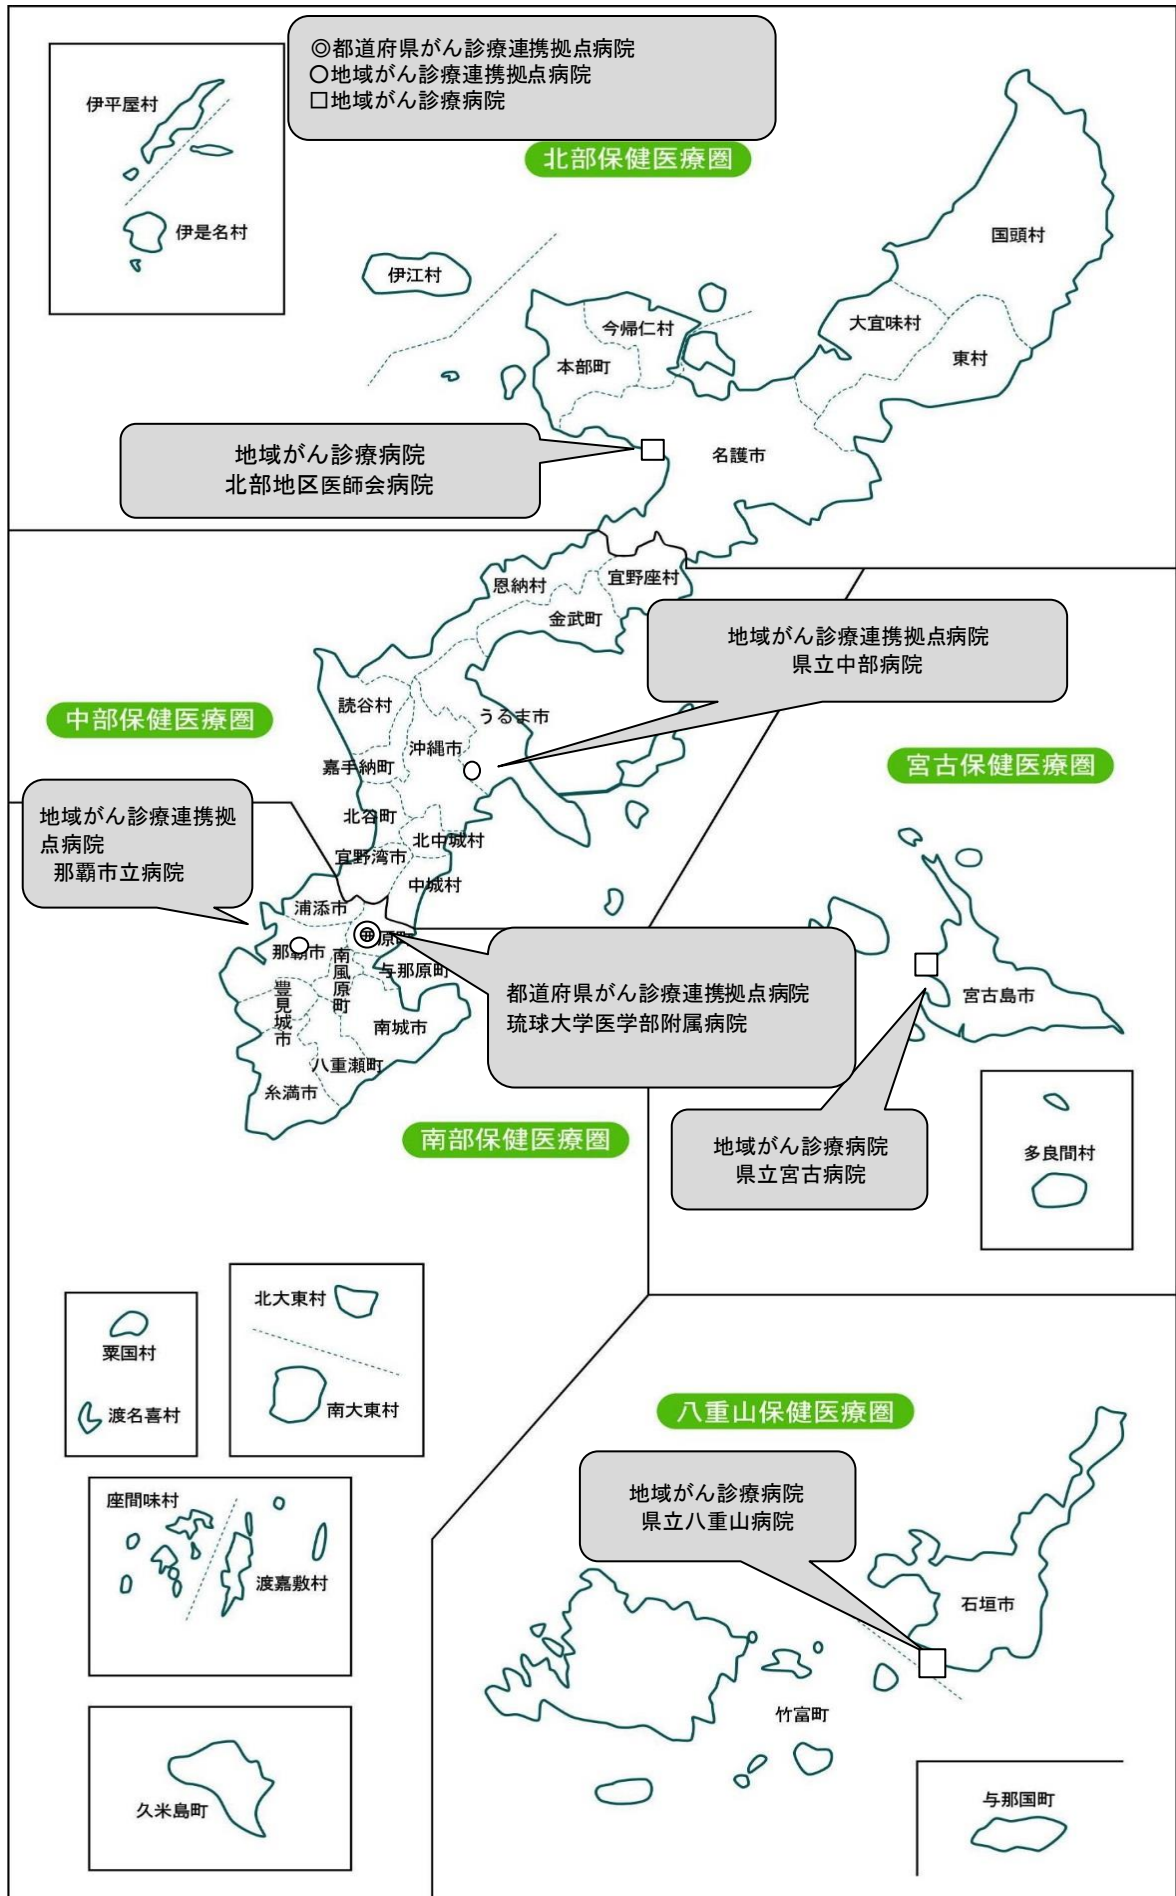 ◎都道府県がん診療連携拠点病院
○地域がん診療連携拠点病院
□地域がん診療病院
伊平屋村
伊是名村
北部保健医療圏
国頭村
伊江村
大宜味村
今帰仁村
東村
本部町
地域がん診療病院
北部地区医師会病院
名護市
恩納村
宜野座村
金武町
地域がん診療連携拠点病院
県立中部病院
中部保健医療圏
読谷村
うるま市
沖縄市
嘉手納町
宮古保健医療圏
地域がん診療連携拠
点病院
那覇市立病院
北谷町
北中城村
宜野湾市
中城村
浦添市
那覇市
原町
南風原町
与那原町
豊見城市
南城市
八重瀬町
糸満市
都道府県がん診療連携拠点病院
琉球大学医学部附属病院
宮古島市
南部保健医療圏
地域がん診療病院
県立宮古病院
多良間村
北大東村
粟国村
渡名喜村
南大東村
八重山保健医療圏
座間味村
渡嘉敷村
地域がん診療病院
県立八重山病院
石垣市
竹富町
久米島町
与那国町